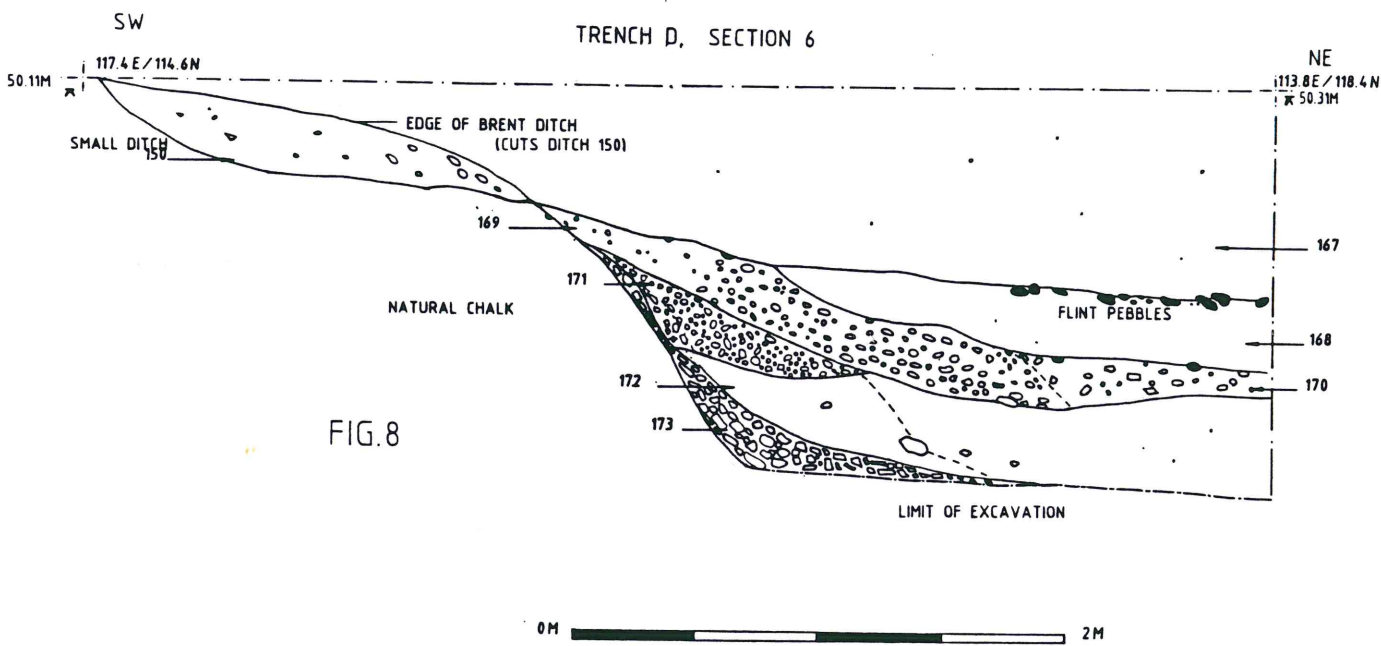 SW
TRENCH D, SECTION 6
NE
117.4E/114.6N
113.8E/118.4N
50.11M
50.31M
EDGE OF BRENT DITCH
(CUTS DITCH 150)
SMALL DITCH
150
169
167
171
NATURAL CHALK
FLINT PEBBLES
168
172
170
173
FIG.8
LIMIT OF EXCAVATION
0M
2M